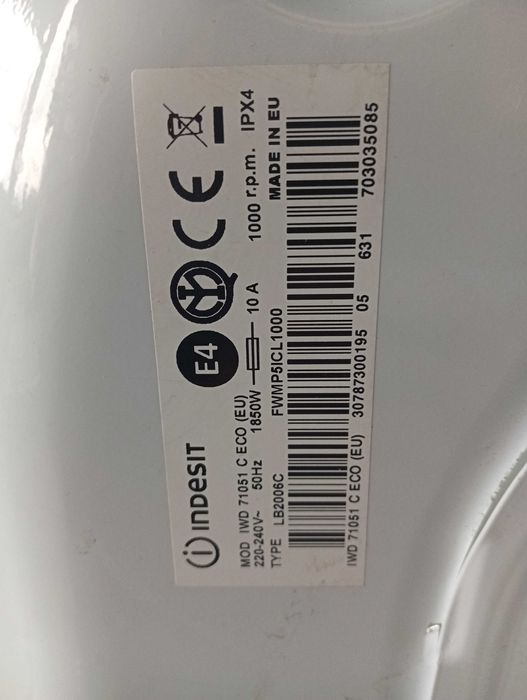 INDESIT
E4
CE
MOD IWD 71051 C ECO (EU)
220-240V~ 50Hz 1850W 10 A 1000 r.p.m. IPX4
TYPE LB2006C FWMP5ICL1000 MADE IN EU
IWD 71051 C ECO (EU) 30787300195 05 631 703035085